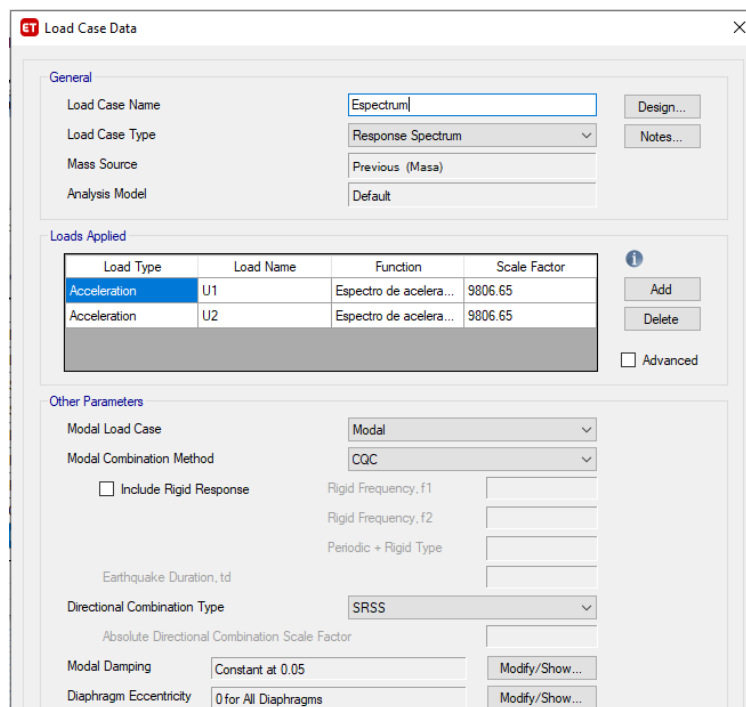 ET Load Case Data
General
Load Case Name Espectrum Design...
Load Case Type Response Spectrum Notes...
Mass Source Previous (Masa)
Analysis Model Default
Loads Applied
Load Type Load Name Function Scale Factor
Acceleration U1 Espectro de acelera... 9806.65 Add
Acceleration U2 Espectro de acelera... 9806.65 Delete
Advanced
Other Parameters
Modal Load Case Modal
Modal Combination Method CQC
Include Rigid Response Rigid Frequency, f1
Rigid Frequency, f2
Periodic + Rigid Type
Earthquake Duration, td
Directional Combination Type SRSS
Absolute Directional Combination Scale Factor
Modal Damping Constant at 0.05 Modify/Show...
Diaphragm Eccentricity 0 for All Diaphragms Modify/Show...